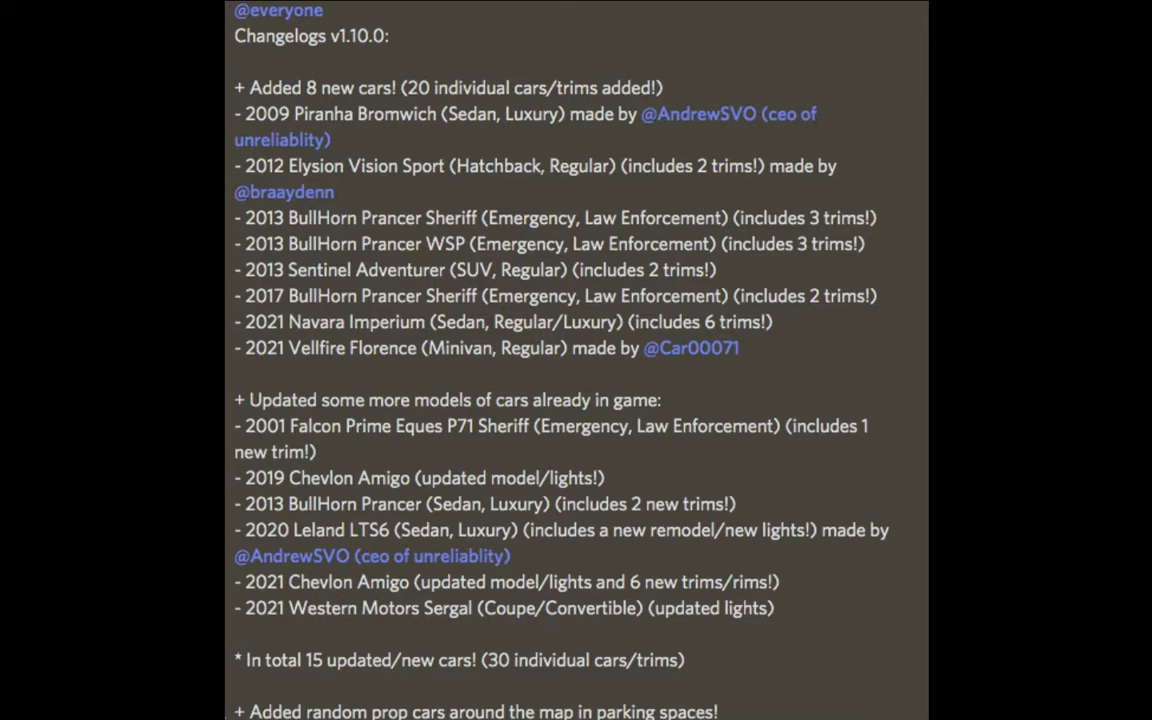 @everyone
Changelogs v1.10.0:
+ Added 8 new cars! (20 individual cars/trims added!)
- 2009 Piranha Bromwich (Sedan, Luxury) made by @AndrewSVO (ceo of
unreliablity)
- 2012 Elysion Vision Sport (Hatchback, Regular) (includes 2 trims!) made by
@braaydenn
- 2013 BullHorn Prancer Sheriff (Emergency, Law Enforcement) (includes 3 trims!)
- 2013 BullHorn Prancer WSP (Emergency, Law Enforcement) (includes 3 trims!)
- 2013 Sentinel Adventurer (SUV, Regular) (includes 2 trims!)
- 2017 BullHorn Prancer Sheriff (Emergency, Law Enforcement) (includes 2 trims!)
- 2021 Navara Imperium (Sedan, Regular/Luxury) (includes 6 trims!)
- 2021 Vellfire Florence (Minivan, Regular) made by @Car00071
+ Updated some more models of cars already in game:
- 2001 Falcon Prime Eques P71 Sheriff (Emergency, Law Enforcement) (includes 1
new trim!)
- 2019 Chevlon Amigo (updated model/lights!)
- 2013 BullHorn Prancer (Sedan, Luxury) (includes 2 new trims!)
- 2020 Leland LTS6 (Sedan, Luxury) (includes a new remodel/new lights!) made by
@AndrewSVO (ceo of unreliablity)
- 2021 Chevlon Amigo (updated model/lights and 6 new trims/rims!)
- 2021 Western Motors Sergal (Coupe/Convertible) (updated lights)
* In total 15 updated/new cars! (30 individual cars/trims)
+ Added random prop cars around the map in parking spaces!